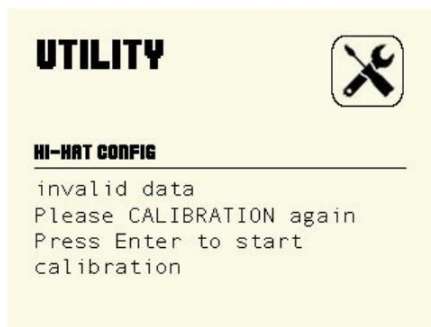 UTILITY
HI-HAT CONFIG
invalid data
Please CALIBRATION again
Press Enter to start
calibration